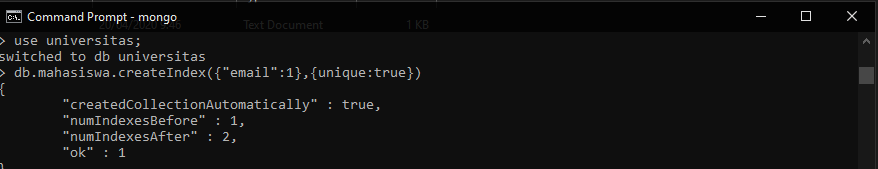 Command Prompt - mongo
Text Document 1 KB
> use universitas;
switched to db universitas
> db.mahasiswa.createIndex({"email":1},{unique:true})
{
"createdCollectionAutomatically" : true,
"numIndexesBefore" : 1,
"numIndexesAfter" : 2,
"ok" : 1
}